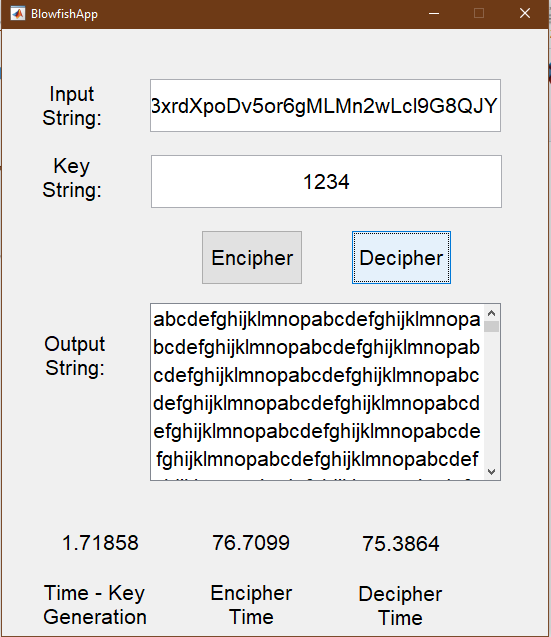 BlowfishApp
Input
String:
3xrdXpoDv5or6gMLMn2wLcl9G8QJY
Key
String:
1234
Encipher
Decipher
Output
String:
abcdefghijklmnopabcdefghijklmnopa
bcdefghijklmnopabcdefghijklmnopab
cdefghijklmnopabcdefghijklmnopabc
defghijklmnopabcdefghijklmnopabcd
efghijklmnopabcdefghijklmnopabcde
fghijklmnopabcdefghijklmnopabcdef
1.71858
76.7099
75.3864
Time - Key
Generation
Encipher
Time
Decipher
Time